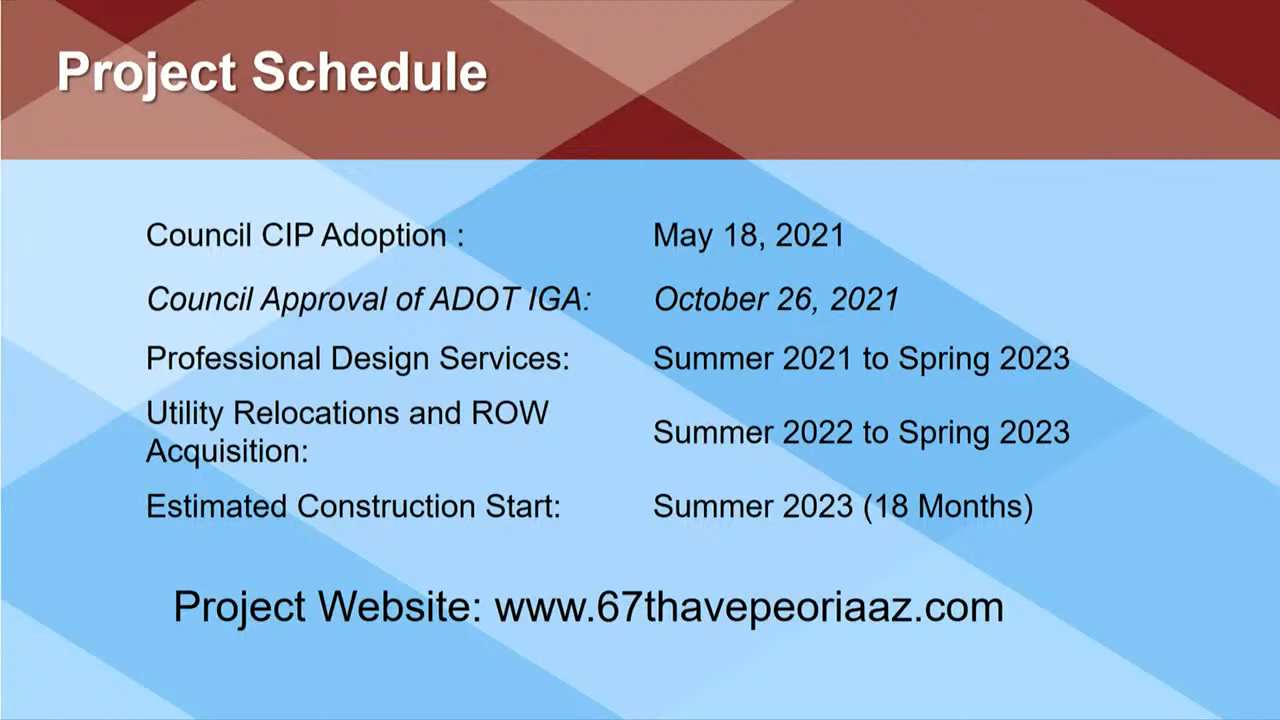 Project Schedule
Council CIP Adoption : May 18, 2021
Council Approval of ADOT IGA: October 26, 2021
Professional Design Services: Summer 2021 to Spring 2023
Utility Relocations and ROW
Acquisition: Summer 2022 to Spring 2023
Estimated Construction Start: Summer 2023 (18 Months)
Project Website: www.67thavepeoriaaz.com